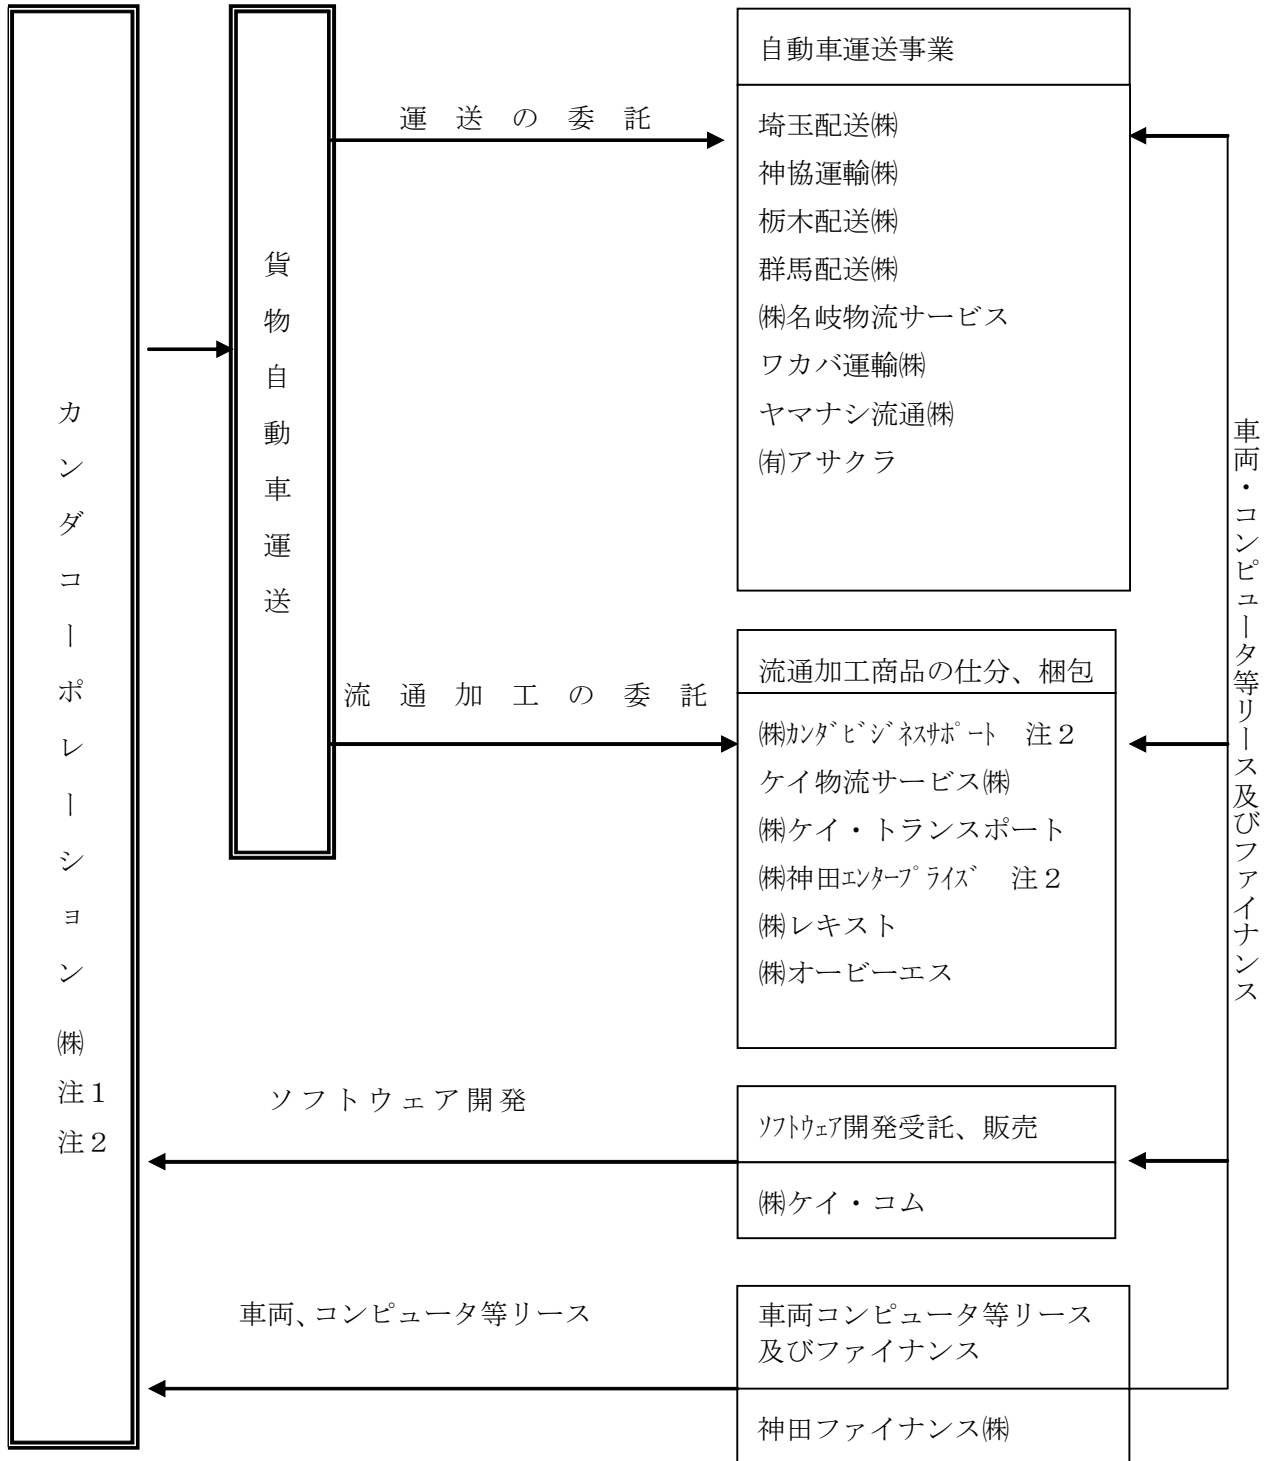 カンダコーポレーション㈱
注１
注２
貨物自動車運送
運送の委託
自動車運送事業
埼玉配送㈱
神協運輸㈱
栃木配送㈱
群馬配送㈱
㈱名岐物流サービス
ワカバ運輸㈱
ヤマナシ流通㈱
㈲アサクラ
流通加工の委託
流通加工商品の仕分、梱包
㈱ｶﾝﾀﾞﾋﾞｼﾞﾈｽｻﾎﾟｰﾄ　注２
ケイ物流サービス㈱
㈱ケイ・トランスポート
㈱神田ｴﾝﾀｰﾌﾟﾗｲｽﾞ　注２
㈱レキスト
㈱オービーエス
ソフトウェア開発
ｿﾌﾄｳｪｱ開発受託、販売
㈱ケイ・コム
車両、コンピュータ等リース
車両コンピュータ等リース
及びファイナンス
神田ファイナンス㈱
車両・コンピュータ等リース及びファイナンス